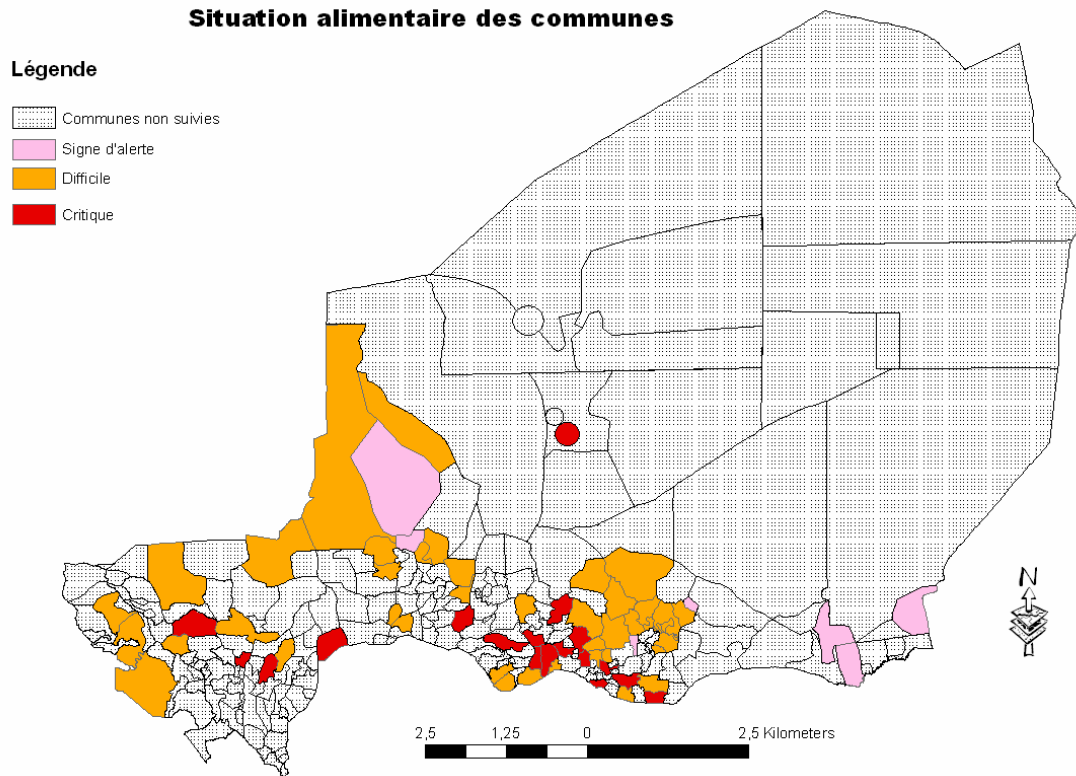 Situation alimentaire des communes
Légende
Communes non suivies
Signe d'alerte
Difficile
Critique
N
2,5 1,25 0 2,5 Kilometers